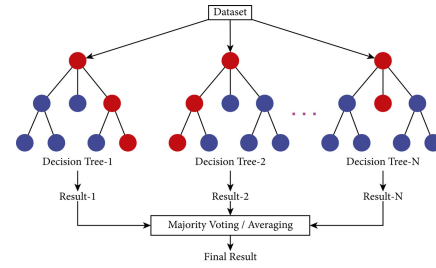 Dataset
Decision Tree-1
Decision Tree-2
Decision Tree-N
Result-1
Result-2
Result-N
Majority Voting / Averaging
Final Result